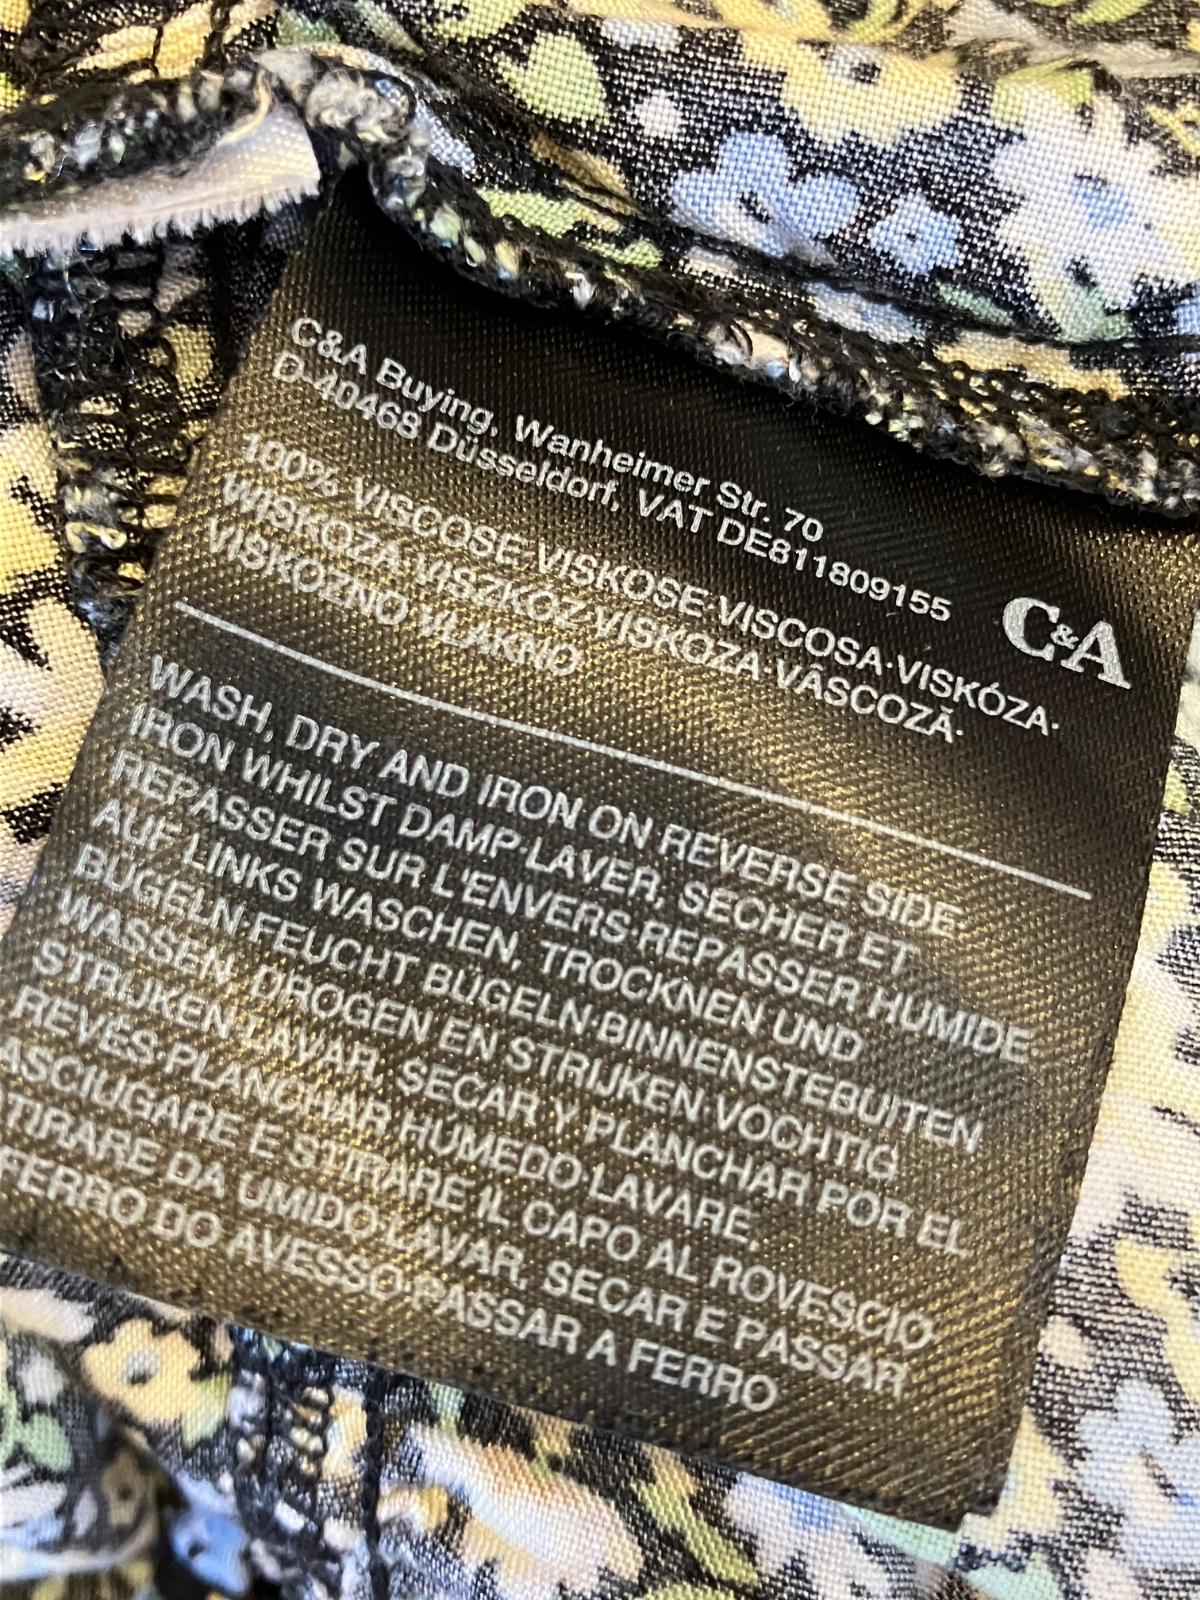 C&A Buying, Wanheimer Str. 70
D-40468 Düsseldorf, VAT DE811809155
C&A
100% VISCOSE·VISKOSE·VISCOSA·VISKÓZA·
WISKOZA·VISZKÓZ·VISKOZA·VÂSCOZĂ·
VISKOZNO VLAKNO
WASH, DRY AND IRON ON REVERSE SIDE·
IRON WHILST DAMP·LAVER, SECHER ET
REPASSER SUR L'ENVERS·REPASSER HUMIDE·
AUF LINKS WASCHEN, TROCKNEN UND
BÜGELN·FEUCHT BÜGELN·BINNENSTEBUITEN
WASSEN, DROGEN EN STRIJKEN·VOCHTIG
STRIJKEN·LAVAR, SECAR Y PLANCHAR POR EL
REVÉS·PLANCHAR HÚMEDO·LAVARE,
ASCIUGARE E STIRARE IL CAPO AL ROVESCIO·
STIRARE DA UMIDO·LAVAR, SECAR E PASSAR
FERRO DO AVESSO·PASSAR A FERRO